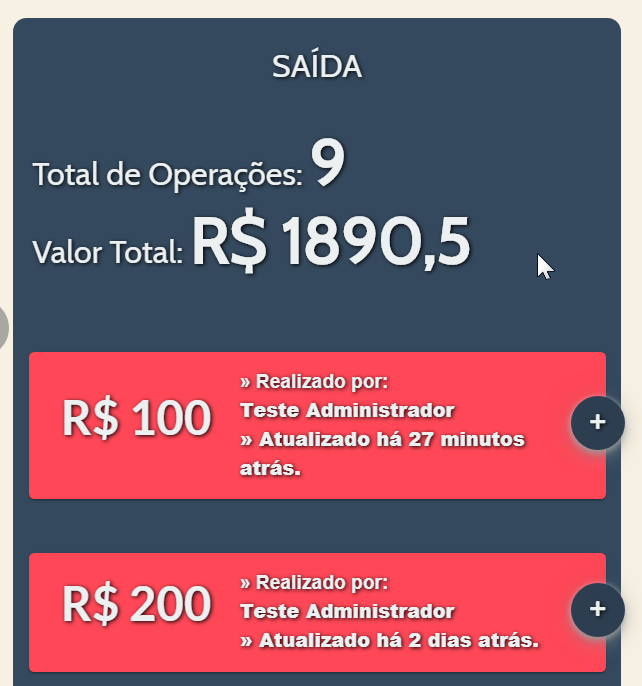 SAÍDA
Total de Operações: 9
Valor Total: R$ 1890,5
R$ 100
» Realizado por:
Teste Administrador
» Atualizado há 27 minutos
atrás.
+
R$ 200
» Realizado por:
Teste Administrador
» Atualizado há 2 dias atrás.
+